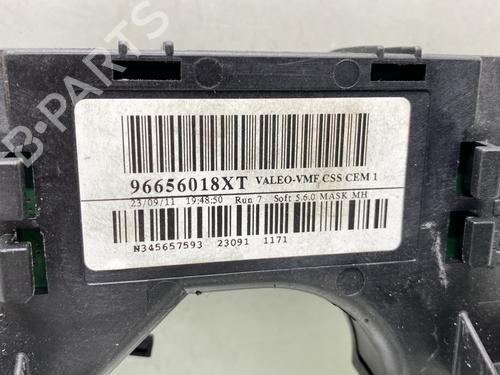 B-PARTS
96656018XT VALEO-VMF CSS CEM 1
23/09/11 19:48:50 Run 7 Soft 5.6.0 MASK MH
N345657593 23091 1171